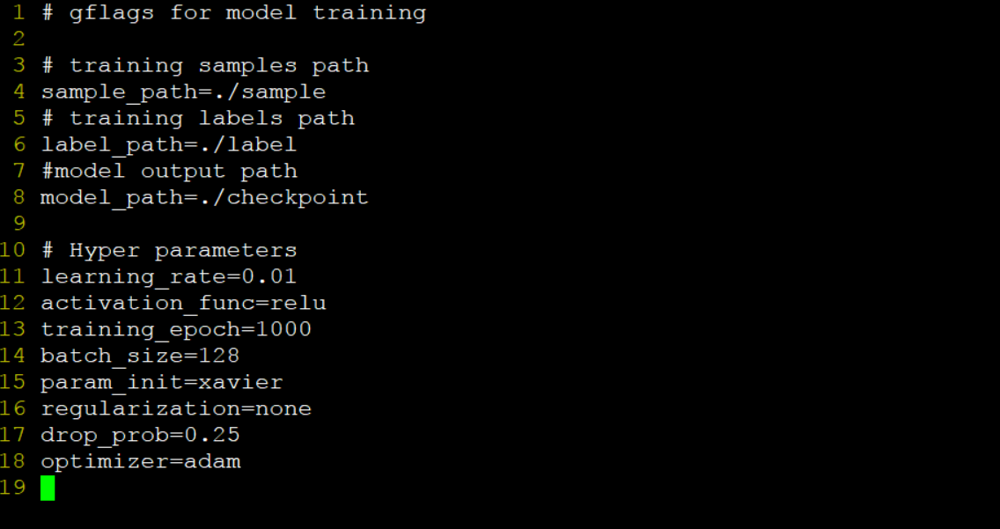 1 # gflags for model training
2
3 # training samples path
4 sample_path=./sample
5 # training labels path
6 label_path=./label
7 #model output path
8 model_path=./checkpoint
9
10 # Hyper parameters
11 learning_rate=0.01
12 activation_func=relu
13 training_epoch=1000
14 batch_size=128
15 param_init=xavier
16 regularization=none
17 drop_prob=0.25
18 optimizer=adam
19